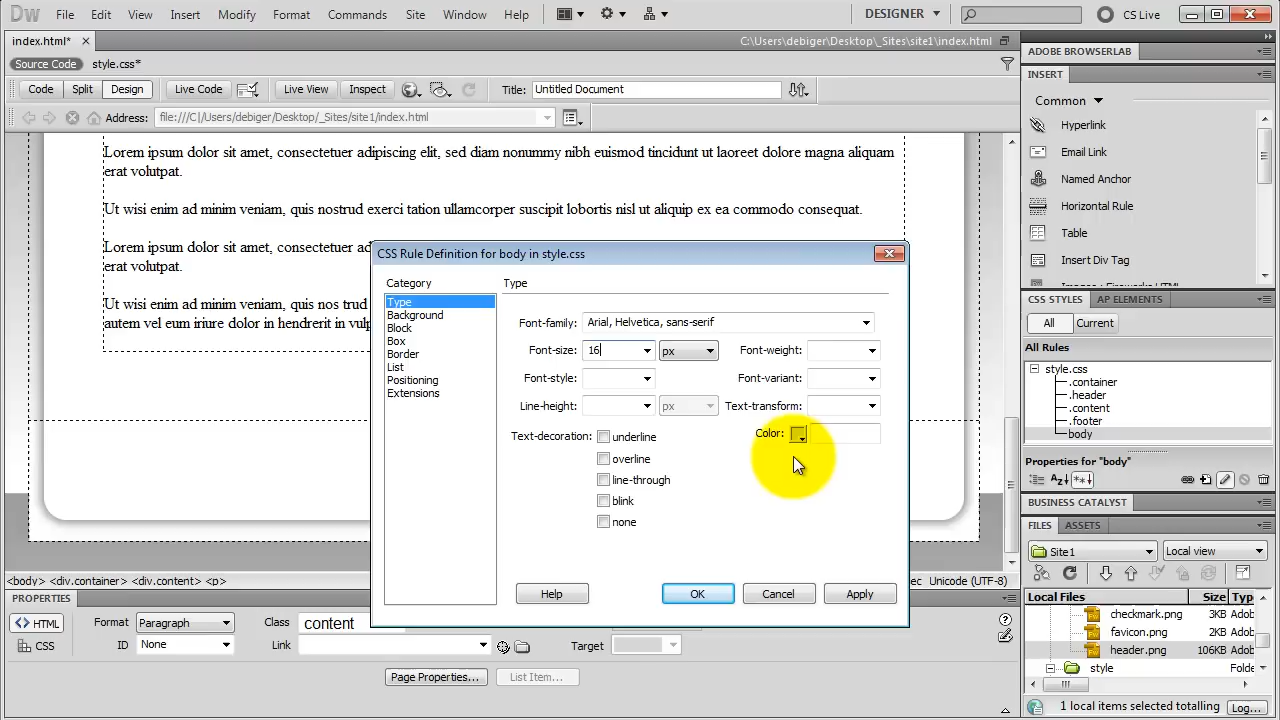 Dw File Edit View Insert Modify Format Commands Site Window Help DESIGNER CS Live
index.html* C:\Users\debiger\Desktop\_Sites\site1\index.html
Source Code style.css*
Code Split Design Live Code Live View Inspect Title: Untitled Document
Address: file:///C|/Users/debiger/Desktop/_Sites/site1/index.html
Lorem ipsum dolor sit amet, consectetuer adipiscing elit, sed diam nonummy nibh euismod tincidunt ut laoreet dolore magna aliquam
erat volutpat.
Ut wisi enim ad minim veniam, quis nostrud exerci tation ullamcorper suscipit lobortis nisl ut aliquip ex ea commodo consequat.
Lorem ipsum dolor sit amet, consectetuer ad
erat volutpat.
Ut wisi enim ad minim veniam, quis nos trud
autem vel eum iriure dolor in hendrerit in vulp
CSS Rule Definition for body in style.css
Category
Type
Background
Block
Box
Border
List
Positioning
Extensions
Type
Font-family: Arial, Helvetica, sans-serif
Font-size: 16 px Font-weight:
Font-style: Font-variant:
Line-height: px Text-transform:
Text-decoration: underline Color:
overline
line-through
blink
none
Help OK Cancel Apply
<body> <div.container> <div.content> <p> ec Unicode (UTF-8)
PROPERTIES
HTML Format Paragraph Class content
CSS ID None Link Target
Page Properties... List Item...
ADOBE BROWSERLAB
INSERT
Common
Hyperlink
Email Link
Named Anchor
Horizontal Rule
Table
Insert Div Tag
Images : Fireworks HTML
CSS STYLES AP ELEMENTS
All Current
All Rules
style.css
.container
.header
.content
.footer
body
Properties for "body"
BUSINESS CATALYST
FILES ASSETS
Site1 Local view
Local Files Size Type
checkmark.png 3KB Adob
favicon.png 2KB Adob
header.png 106KB Adob
style Folde
1 local items selected totalling Log...